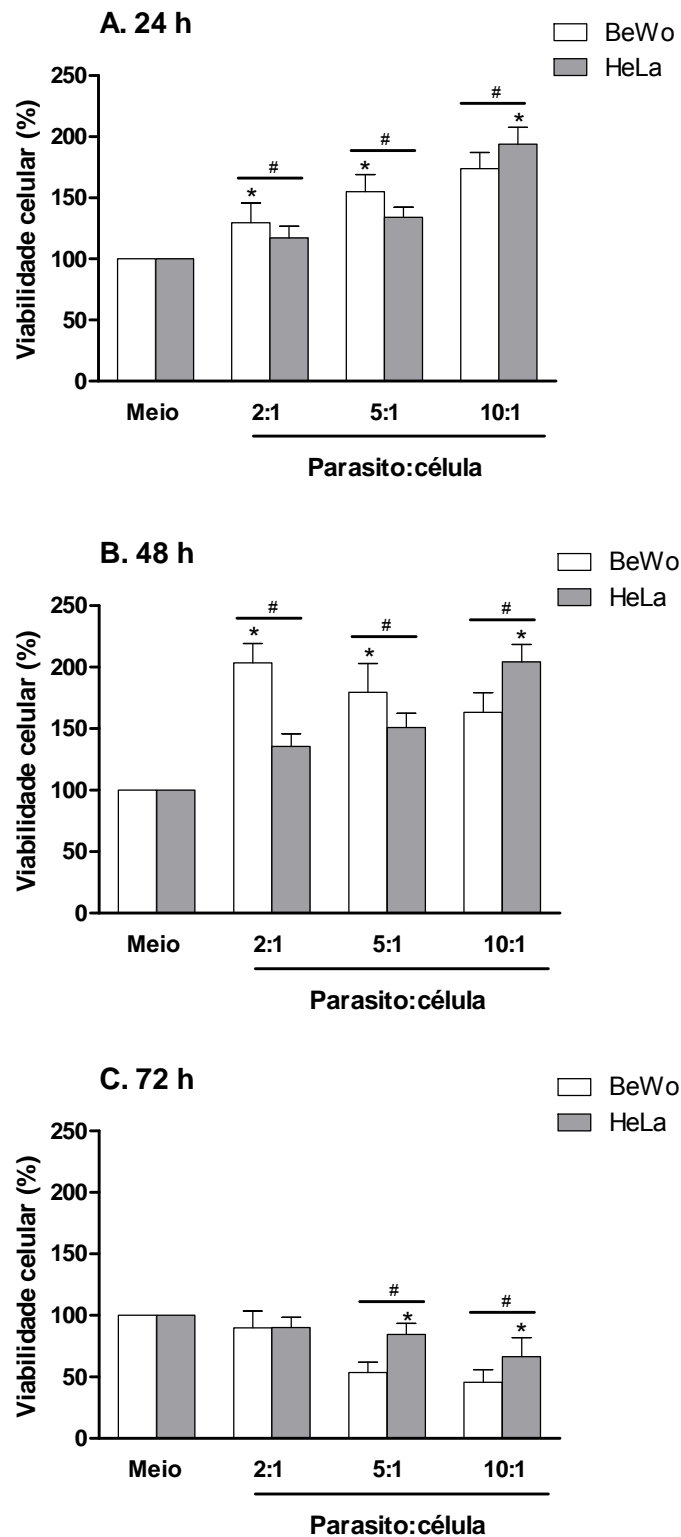 A. 24 h
BeWo
HeLa
Viabilidade celular (%)
250
200
150
100
50
0
#
#
#
*
*
*
Meio 2:1 5:1 10:1
Parasito:célula
B. 48 h
BeWo
HeLa
Viabilidade celular (%)
250
200
150
100
50
0
#
#
#
*
*
*
Meio 2:1 5:1 10:1
Parasito:célula
C. 72 h
BeWo
HeLa
Viabilidade celular (%)
250
200
150
100
50
0
#
#
*
*
Meio 2:1 5:1 10:1
Parasito:célula